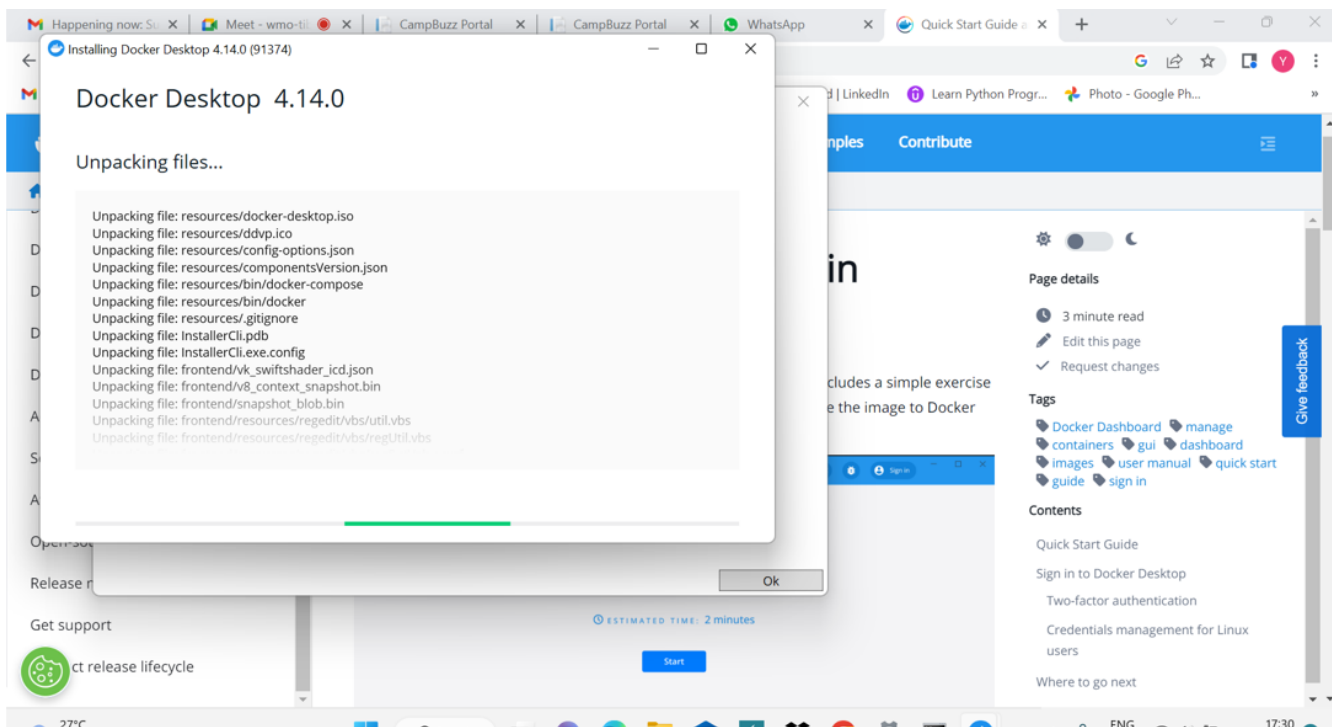 Happening now: Su
Meet - wmo-ti
CampBuzz Portal
CampBuzz Portal
WhatsApp
Quick Start Guide a
Installing Docker Desktop 4.14.0 (91374)
Docker Desktop 4.14.0
Unpacking files...
Unpacking file: resources/docker-desktop.iso
Unpacking file: resources/ddvp.ico
Unpacking file: resources/config-options.json
Unpacking file: resources/componentsVersion.json
Unpacking file: resources/bin/docker-compose
Unpacking file: resources/bin/docker
Unpacking file: resources/.gitignore
Unpacking file: InstallerCli.pdb
Unpacking file: InstallerCli.exe.config
Unpacking file: frontend/vk_swiftshader_icd.json
Unpacking file: frontend/v8_context_snapshot.bin
Unpacking file: frontend/snapshot_blob.bin
Unpacking file: frontend/resources/regedit/vbs/util.vbs
Unpacking file: frontend/resources/regedit/vbs/regUtil.vbs
Ok
Y
d | LinkedIn
Learn Python Progr...
Photo - Google Ph...
»
mples
Contribute
in
cludes a simple exercise
e the image to Docker
Sign in
ESTIMATED TIME: 2 minutes
Start
Release
Get support
ct release lifecycle
Page details
3 minute read
Edit this page
Request changes
Tags
Docker Dashboard manage
containers gui dashboard
images user manual quick start
guide sign in
Contents
Quick Start Guide
Sign in to Docker Desktop
Two-factor authentication
Credentials management for Linux
users
Where to go next
Give feedback
27°C
ENG
17:30